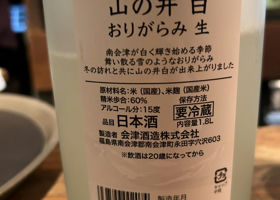 山の井 白
おりがらみ 生
南会津が白く輝き始める季節
舞い散る雪のようなおりがらみ
冬の訪れと共に山の井白が出来上がりました
原材料名:米(国産)、米麹(国産米)
精米歩合:60% 保存方法
アルコール分:15度 要冷蔵
品目 日本酒 内容量1.8L
製造者 会津酒造株式会社
福島県南会津郡南会津町永田字穴沢603
※飲酒は20歳になってから
製造年月